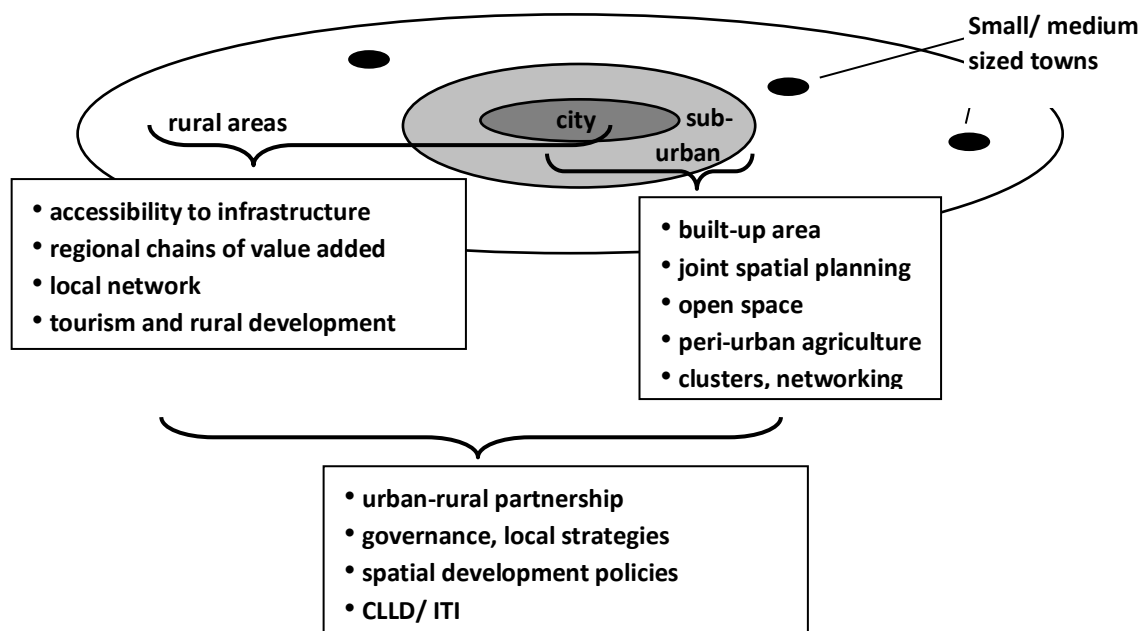 Small/ medium
sized towns
rural areas
city
sub-
urban
• accessibility to infrastructure
• regional chains of value added
• local network
• tourism and rural development
• built-up area
• joint spatial planning
• open space
• peri-urban agriculture
• clusters, networking
• urban-rural partnership
• governance, local strategies
• spatial development policies
• CLLD/ ITI